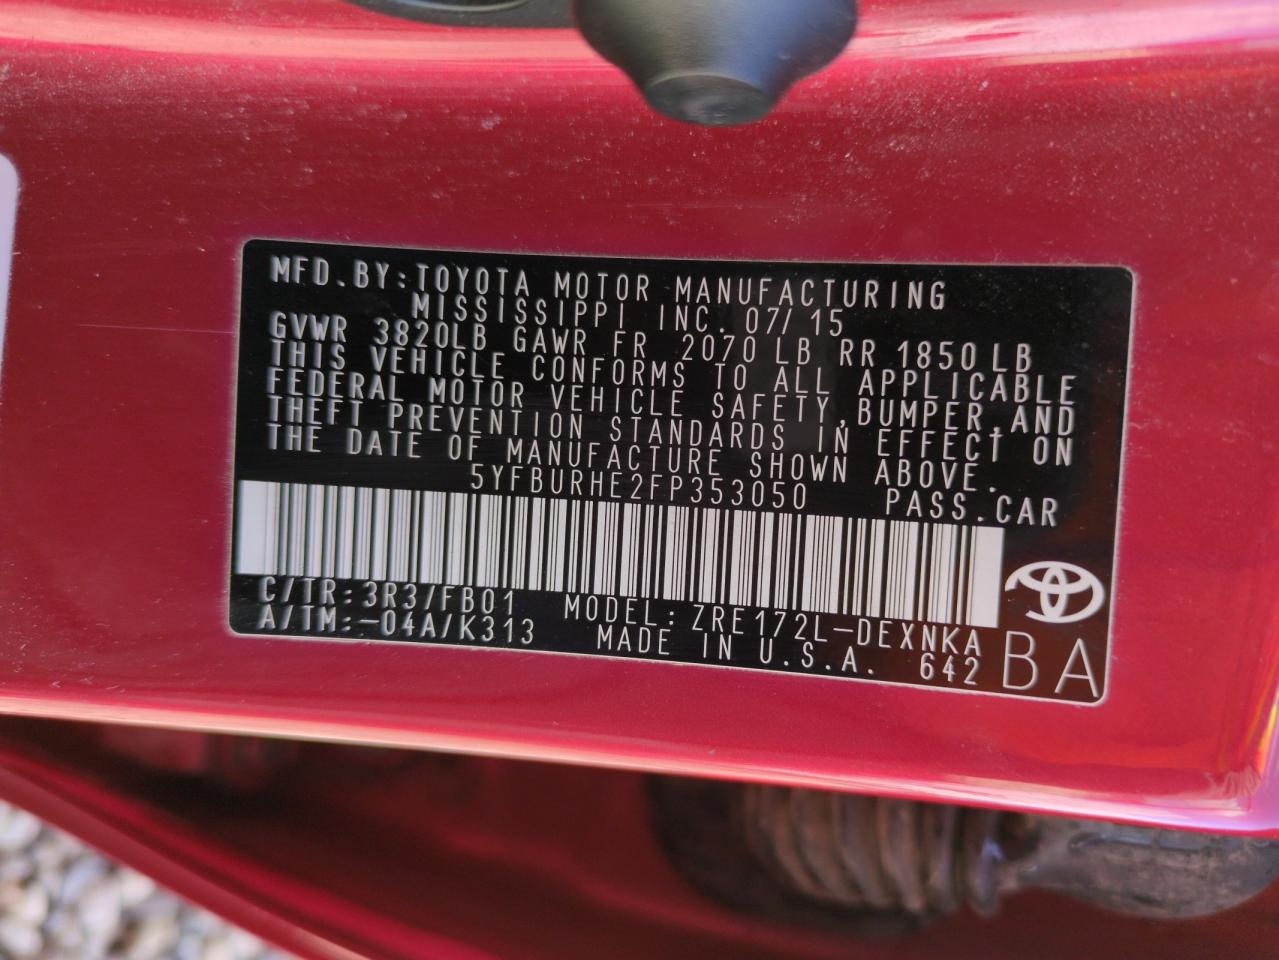 MFD.BY:TOYOTA MOTOR MANUFACTURING
MISSISSIPPI INC. 07/15
GVWR 3820LB GAWR FR 2070 LB RR 1850LB
THIS VEHICLE CONFORMS TO ALL APPLICABLE
FEDERAL MOTOR VEHICLE SAFETY,BUMPER,AND
THEFT PREVENTION STANDARDS IN EFFECT ON
THE DATE OF MANUFACTURE SHOWN ABOVE.
5YFBURHE2FP353050 PASS.CAR
C/TR:3R3/FB01 MODEL:ZRE172L-DEXNKA
A/TM:-04A/K313 MADE IN U.S.A. 642
BA